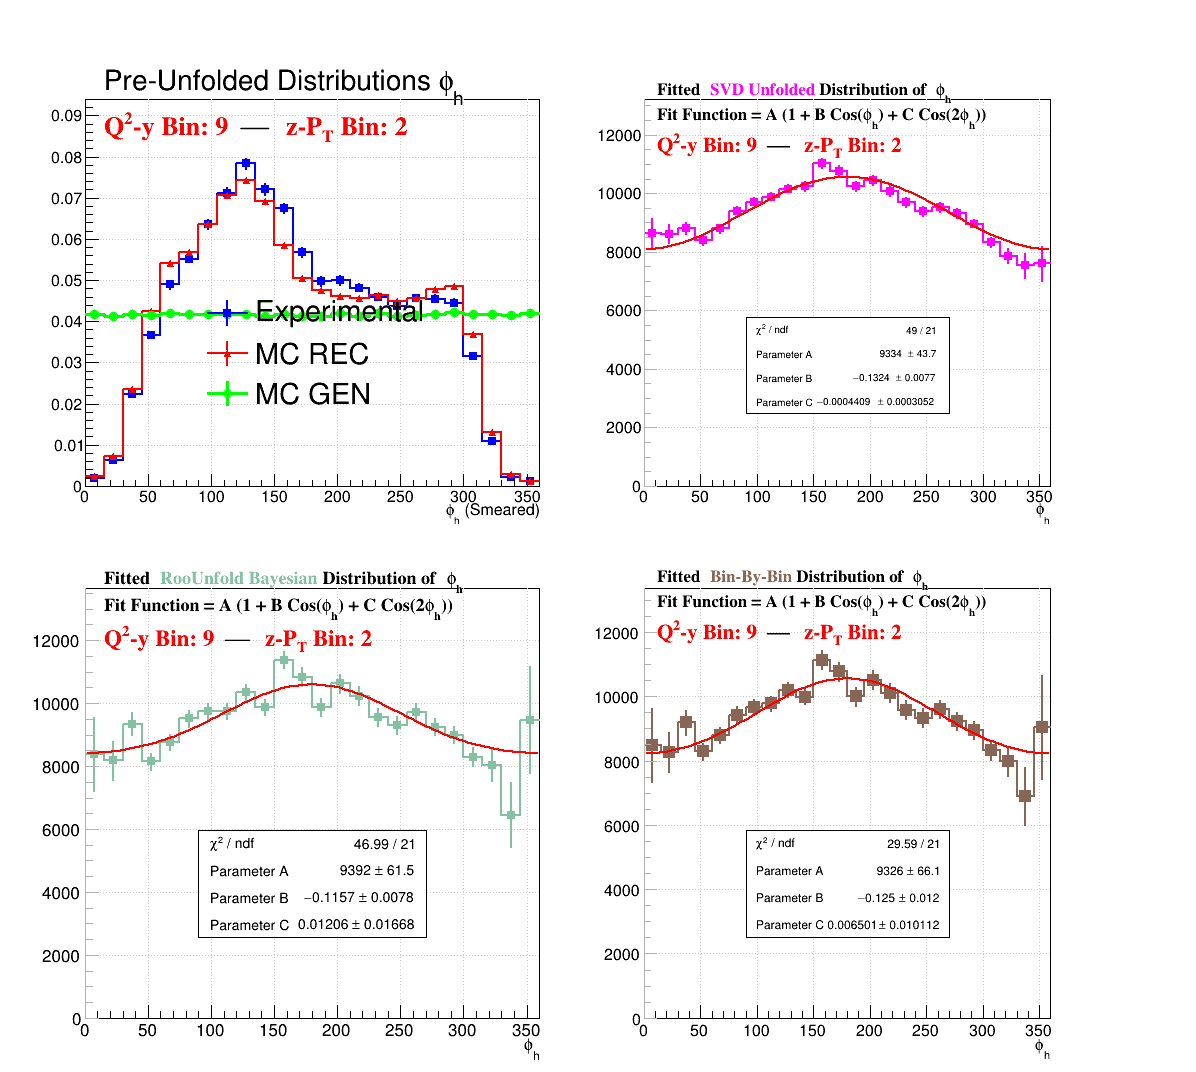 Pre-Unfolded Distributions ϕh
Q2-y Bin: 9 — z-PT Bin: 2
0.09
0.08
0.07
0.06
0.05
0.04
0.03
0.02
0.01
0
Experimental
MC REC
MC GEN
0 50 100 150 200 250 300 350
ϕh (Smeared)
Fitted SVD Unfolded Distribution of ϕh
Fit Function = A (1 + B Cos(ϕh) + C Cos(2ϕh))
Q2-y Bin: 9 — z-PT Bin: 2
12000
10000
8000
6000
4000
2000
0
χ2 / ndf 49 / 21
Parameter A 9334 ± 43.7
Parameter B −0.1324 ± 0.0077
Parameter C −0.0004409 ± 0.0003052
0 50 100 150 200 250 300 350
ϕh
Fitted RooUnfold Bayesian Distribution of ϕh
Fit Function = A (1 + B Cos(ϕh) + C Cos(2ϕh))
Q2-y Bin: 9 — z-PT Bin: 2
12000
10000
8000
6000
4000
2000
0
χ2 / ndf 46.99 / 21
Parameter A 9392 ± 61.5
Parameter B −0.1157 ± 0.0078
Parameter C 0.01206 ± 0.01668
0 50 100 150 200 250 300 350
ϕh
Fitted Bin-By-Bin Distribution of ϕh
Fit Function = A (1 + B Cos(ϕh) + C Cos(2ϕh))
Q2-y Bin: 9 — z-PT Bin: 2
12000
10000
8000
6000
4000
2000
0
χ2 / ndf 29.59 / 21
Parameter A 9326 ± 66.1
Parameter B −0.125 ± 0.012
Parameter C 0.006501 ± 0.010112
0 50 100 150 200 250 300 350
ϕh